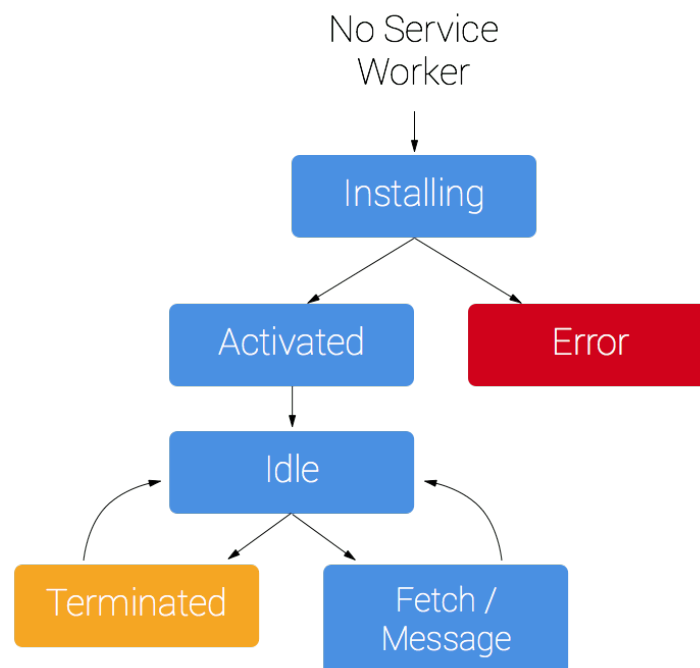 No Service
Worker
Installing
Activated
Error
Idle
Terminated
Fetch /
Message